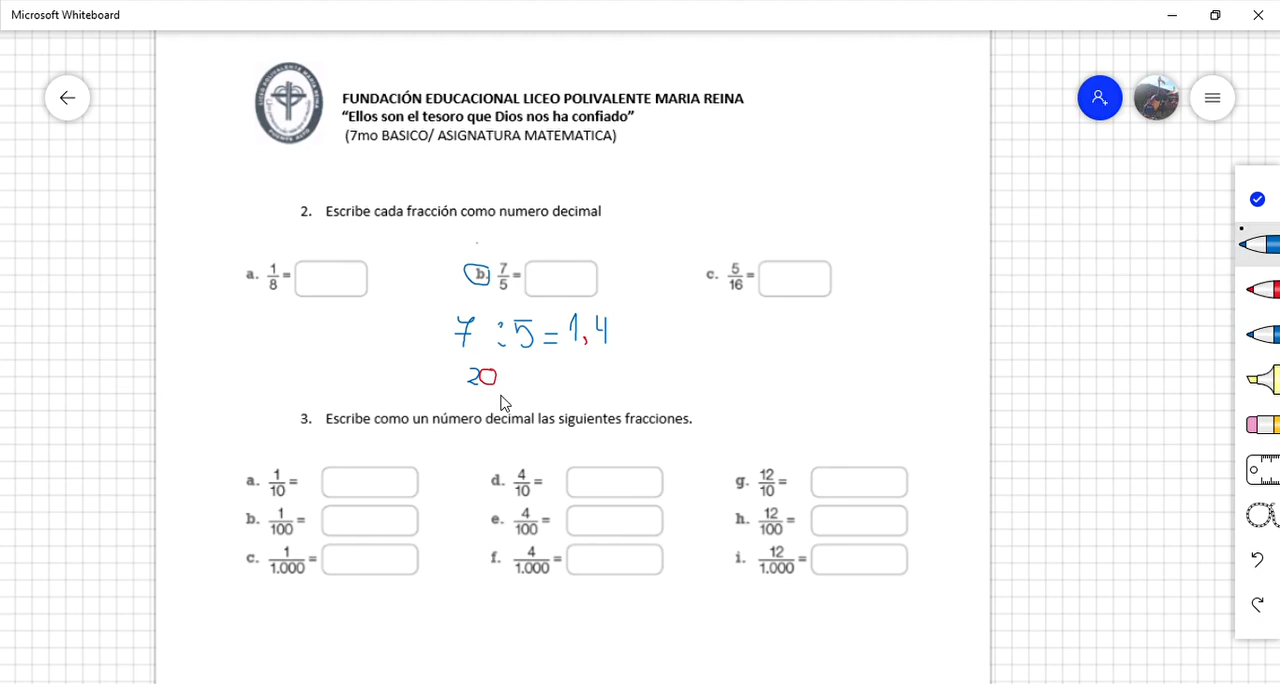 Microsoft Whiteboard
FUNDACIÓN EDUCACIONAL LICEO POLIVALENTE MARIA REINA
“Ellos son el tesoro que Dios nos ha confiado”
(7mo BASICO/ ASIGNATURA MATEMATICA)
2. Escribe cada fracción como numero decimal
a. 1/8 = b. 7/5 = c. 5/16 =
7 : 5 = 1,4
20
3. Escribe como un número decimal las siguientes fracciones.
a. 1/10 = d. 4/10 = g. 12/10 =
b. 1/100 = e. 4/100 = h. 12/100 =
c. 1/1.000 = f. 4/1.000 = i. 12/1.000 =